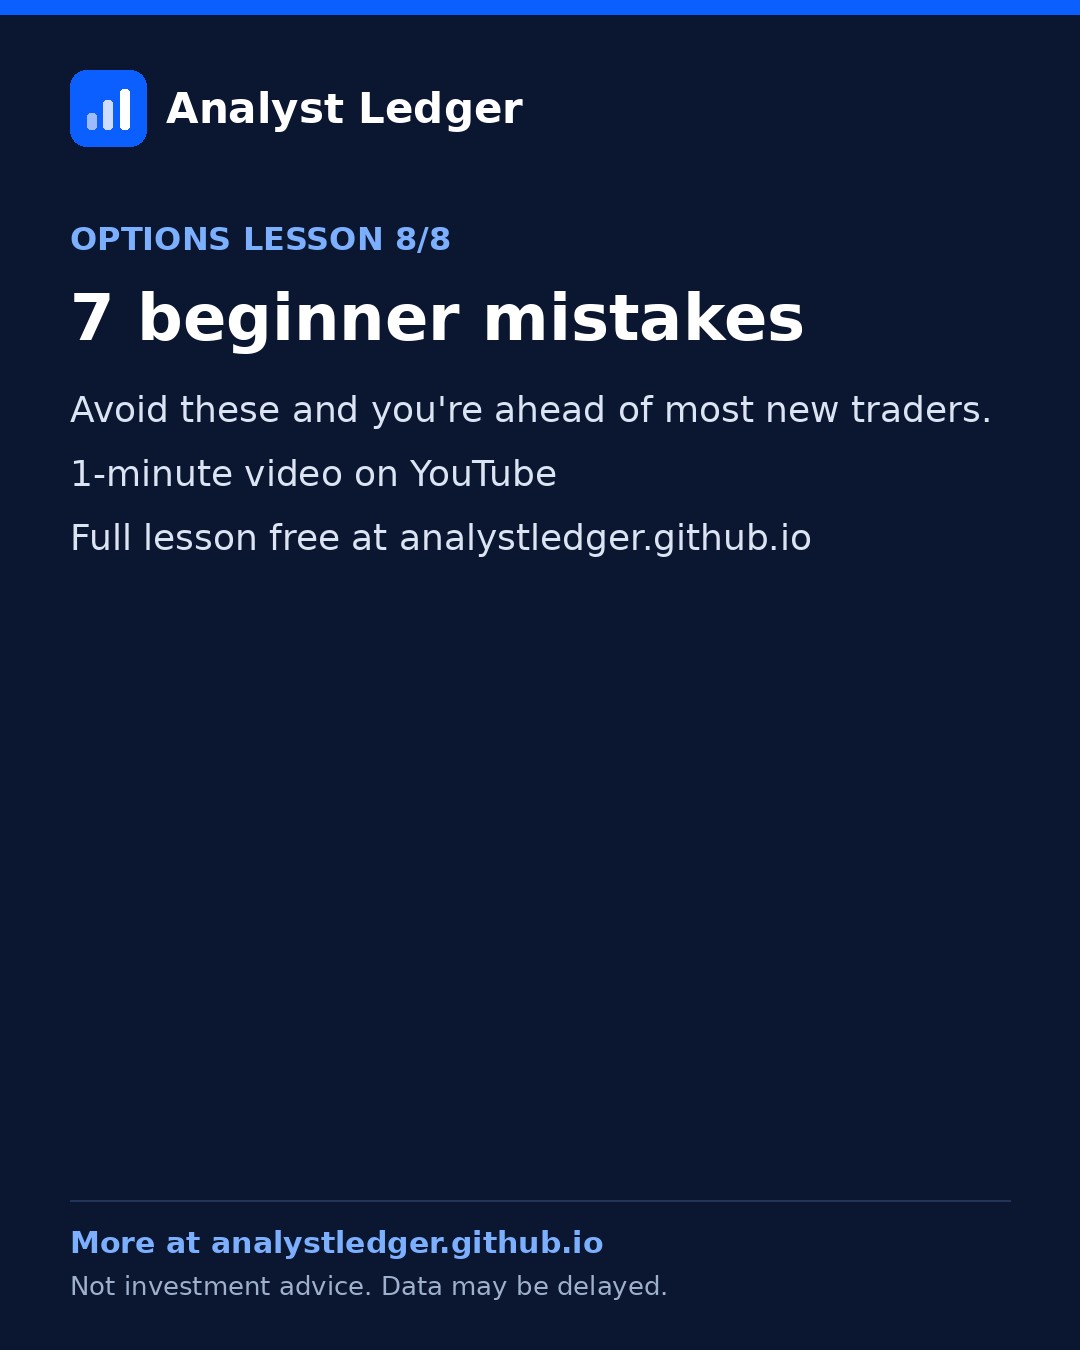 Analyst Ledger
OPTIONS LESSON 8/8
7 beginner mistakes
Avoid these and you're ahead of most new traders.
1-minute video on YouTube
Full lesson free at analystledger.github.io
More at analystledger.github.io
Not investment advice. Data may be delayed.